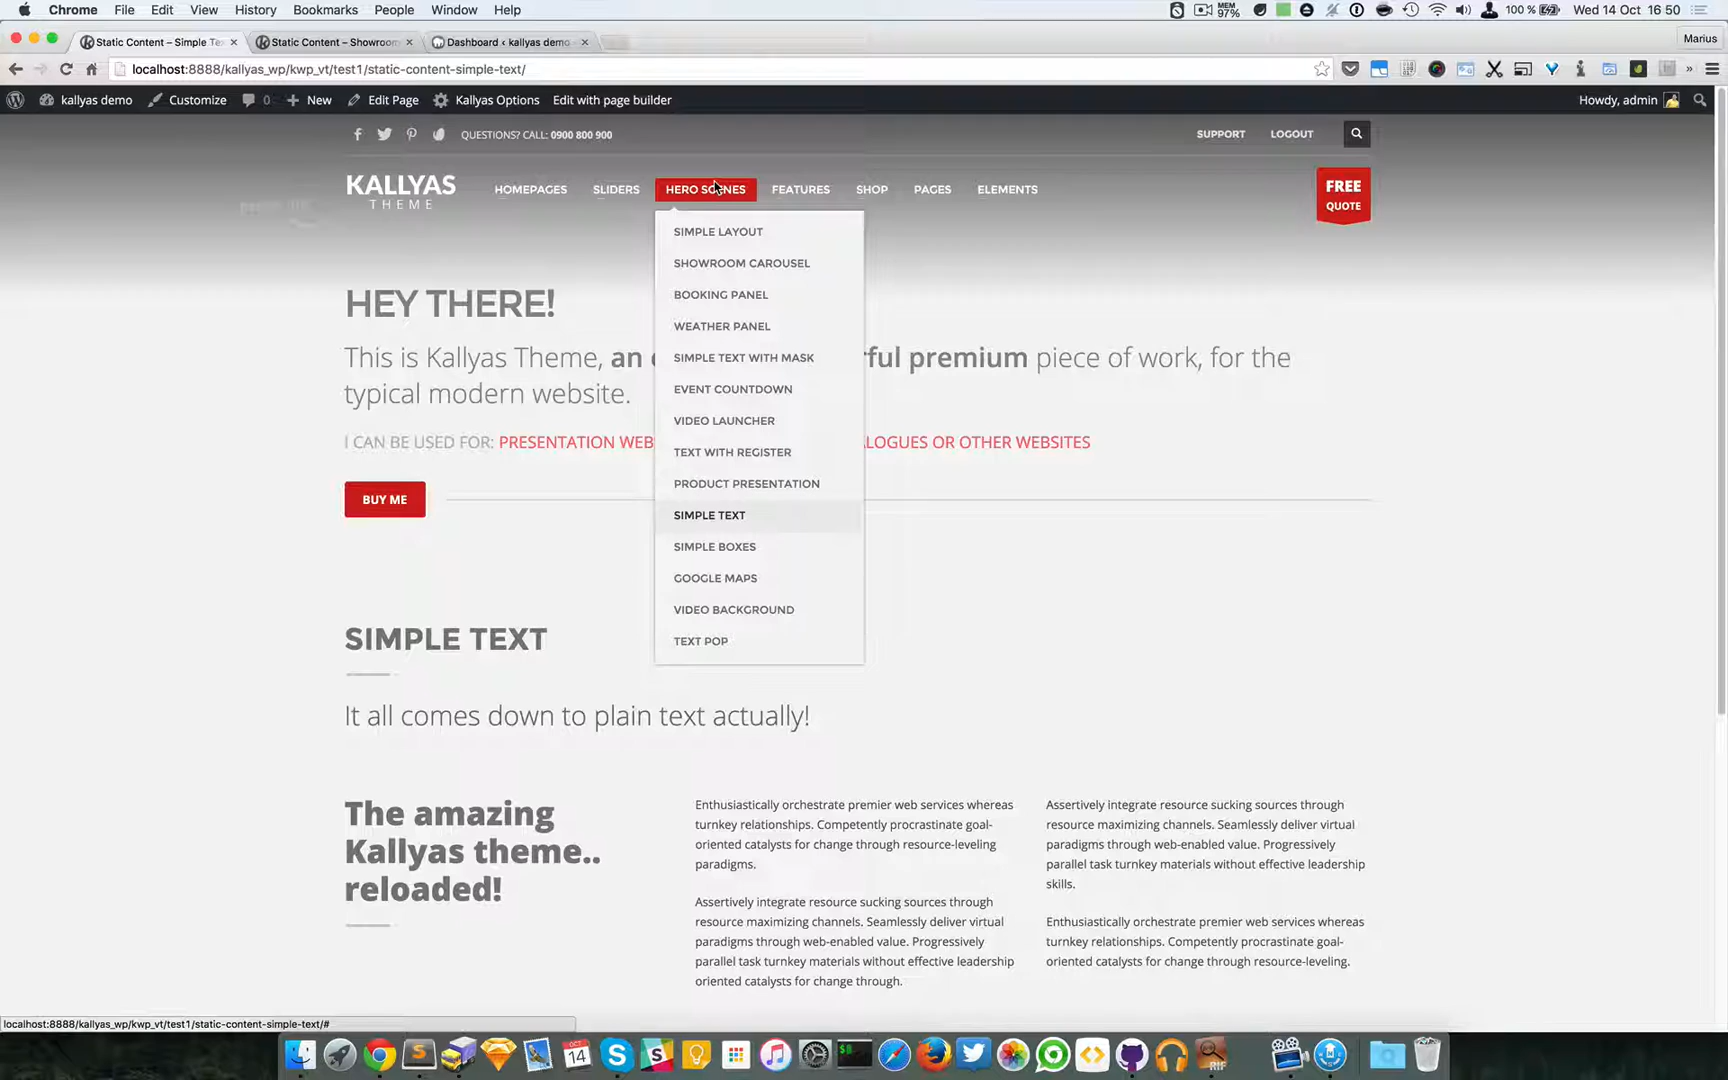 Chrome File Edit View History Bookmarks People Window Help MEM 97% 100 % Wed 14 Oct 16:50
Static Content – Simple Te Static Content – Showroom Dashboard ‹ kallyas demo – Marius
localhost:8888/kallyas_wp/kwp_vt/test1/static-content-simple-text/
kallyas demo Customize 0 New Edit Page Kallyas Options Edit with page builder Howdy, admin
QUESTIONS? CALL: 0900 800 900 SUPPORT LOGOUT
KALLYAS
THEME
HOMEPAGES SLIDERS HERO SCENES FEATURES SHOP PAGES ELEMENTS
FREE
QUOTE
SIMPLE LAYOUT
SHOWROOM CAROUSEL
BOOKING PANEL
WEATHER PANEL
SIMPLE TEXT WITH MASK
EVENT COUNTDOWN
VIDEO LAUNCHER
TEXT WITH REGISTER
PRODUCT PRESENTATION
SIMPLE TEXT
SIMPLE BOXES
GOOGLE MAPS
VIDEO BACKGROUND
TEXT POP
HEY THERE!
This is Kallyas Theme, an rful premium piece of work, for the
typical modern website.
I CAN BE USED FOR: PRESENTATION WEB ALOGUES OR OTHER WEBSITES
BUY ME
SIMPLE TEXT
It all comes down to plain text actually!
The amazing
Kallyas theme..
reloaded!
Enthusiastically orchestrate premier web services whereas
turnkey relationships. Competently procrastinate goal-
oriented catalysts for change through resource-leveling
paradigms.
Assertively integrate resource sucking sources through
resource maximizing channels. Seamlessly deliver virtual
paradigms through web-enabled value. Progressively
parallel task turnkey materials without effective leadership
oriented catalysts for change through.
Assertively integrate resource sucking sources through
resource maximizing channels. Seamlessly deliver virtual
paradigms through web-enabled value. Progressively
parallel task turnkey materials without effective leadership
skills.
Enthusiastically orchestrate premier web services whereas
turnkey relationships. Competently procrastinate goal-
oriented catalysts for change through resource-leveling.
localhost:8888/kallyas_wp/kwp_vt/test1/static-content-simple-text/#
OCT
14
RIF